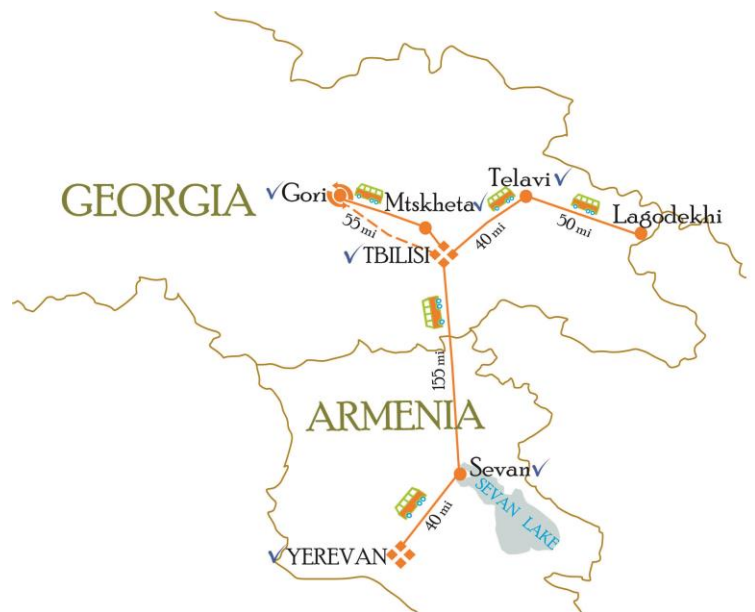 Telavi
GEORGIA
Gori
Mtskheta
Lagodekhi
55 mi
50 mi
TBILISI
40 mi
155 mi
ARMENIA
Sevan
SEVAN LAKE
40 mi
YEREVAN